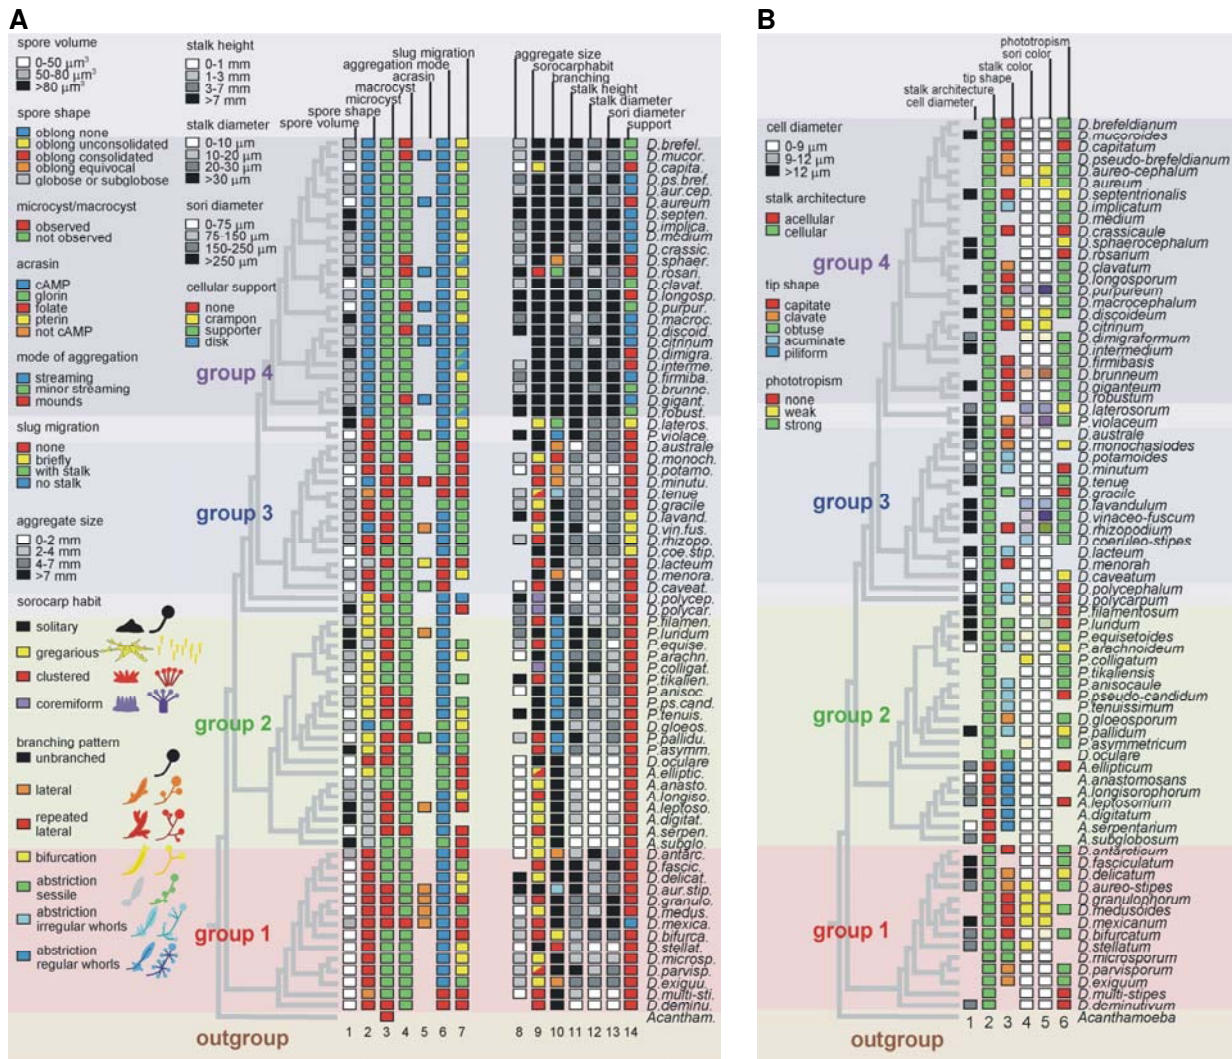 A
spore volume
0-50 μm³
50-80 μm³
>80 μm³
spore shape
oblong none
oblong unconsolidated
oblong consolidated
oblong equivocal
globose or subglobose
microcyst/macrocyst
observed
not observed
acrasin
cAMP
glorin
folate
pterin
not cAMP
mode of aggregation
streaming
minor streaming
mounds
slug migration
none
briefly
with stalk
no stalk
aggregate size
0-2 mm
2-4 mm
4-7 mm
>7 mm
sorocarp habit
solitary
gregarious
clustered
coremiform
branching pattern
unbranched
lateral
repeated
lateral
bifurcation
abstriction
sessile
abstriction
irregular whorls
abstriction
regular whorls
stalk height
0-1 mm
1-3 mm
3-7 mm
>7 mm
stalk diameter
0-10 μm
10-20 μm
20-30 μm
>30 μm
sori diameter
0-75 μm
75-150 μm
150-250 μm
>250 μm
cellular support
none
crampon
supporter
disk
slug migration
aggregation mode
acrasin
macrocyst
microcyst
spore shape
spore volume
aggregate size
sorocarphabit
branching
stalk height
stalk diameter
sori diameter
support
group 4
group 3
group 2
group 1
outgroup
D.brefel.
D.mucor.
D.capita.
D.ps.bref.
D.aur.cep.
D.aureum
D.septen.
D.implica.
D.medium
D.crassic.
D.sphaer.
D.rosari.
D.clavat.
D.longosp.
D.purpur.
D.macroc.
D.discoid.
D.citrinum
D.dimigra.
D.interme.
D.firmiba.
D.brunne.
D.gigant.
D.robust.
D.lateros.
P.violace.
D.australe
D.monoch.
D.potamo.
D.minutu.
D.tenue
D.gracile
D.lavand.
D.vin.fus.
D.rhizopo.
D.coe.stip.
D.lacteum
D.menora.
D.caveat.
D.polycep.
D.polycar.
P.filamen.
P.lundum
P.equise.
P.arachn.
P.colligat.
P.tikalien.
P.anisoc.
P.ps.cand.
P.tenuis.
D.gloeos.
P.pallidu.
P.asymm.
D.oculare
A.elliptic.
A.anasto.
A.longiso.
A.leptoso.
A.digitat.
A.serpen.
A.subglo.
D.antarc.
D.fascic.
D.delicat.
D.aur.stip.
D.granulo.
D.medus.
D.mexica.
D.bifurca.
D.stellat.
D.microsp.
D.parvisp.
D.exiguu.
D.multi-sti.
D.deminu.
Acantham.
1 2 3 4 5 6 7 8 9 10 11 12 13 14
B
phototropism
sori color
stalk color
tip shape
stalk architecture
cell diameter
cell diameter
0-9 μm
9-12 μm
>12 μm
stalk architecture
acellular
cellular
group 4
tip shape
capitate
clavate
obtuse
acuminate
piliform
phototropism
none
weak
strong
group 3
group 2
group 1
outgroup
D.brefeldianum
D.mucoroides
D.capitatum
D.pseudo-brefeldianum
D.aureo-cephalum
D.aureum
D.septentrionalis
D.implicatum
D.medium
D.crassicaule
D.sphaerocephalum
D.rosarium
D.clavatum
D.longosporum
D.purpureum
D.macrocephalum
D.discoideum
D.citrinum
D.dimigraformum
D.intermedium
D.firmibasis
D.brunneum
D.giganteum
D.robustum
D.laterosorum
P.violaceum
D.australe
D.monochasiodes
D.potamoides
D.minutum
D.tenue
D.gracile
D.lavandulum
D.vinaceo-fuscum
D.rhizopodium
D.coeruleo-stipes
D.lacteum
D.menorah
D.caveatum
D.polycephalum
D.polycarpum
P.filamentosum
P.lundum
P.equisetoides
P.arachnoideum
P.colligatum
P.tikaliensis
P.anisocaule
P.pseudo-candidum
P.tenuissimum
D.gloeosporum
P.pallidum
P.asymmetricum
D.oculare
A.ellipticum
A.anastomosans
A.longisorophorum
A.leptosomum
A.digitatum
A.serpentarium
A.subglobosum
D.antarcticum
D.fasciculatum
D.delicatum
D.aureo-stipes
D.granulophorum
D.medusoides
D.mexicanum
D.bifurcatum
D.stellatum
D.microsporum
D.parvisporum
D.exiguum
D.multi-stipes
D.deminutivum
Acanthamoeba
1 2 3 4 5 6